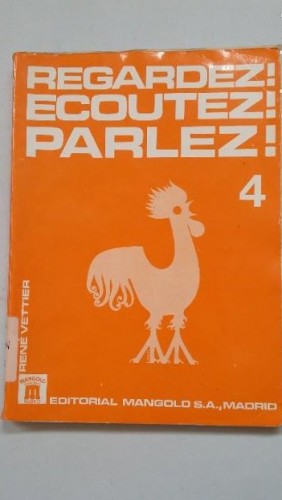 REGARDEZ!
ECOUTEZ!
PARLEZ!
4
RENÉ VETTIER
MANGOLD
EDITORIAL MANGOLD S.A., MADRID